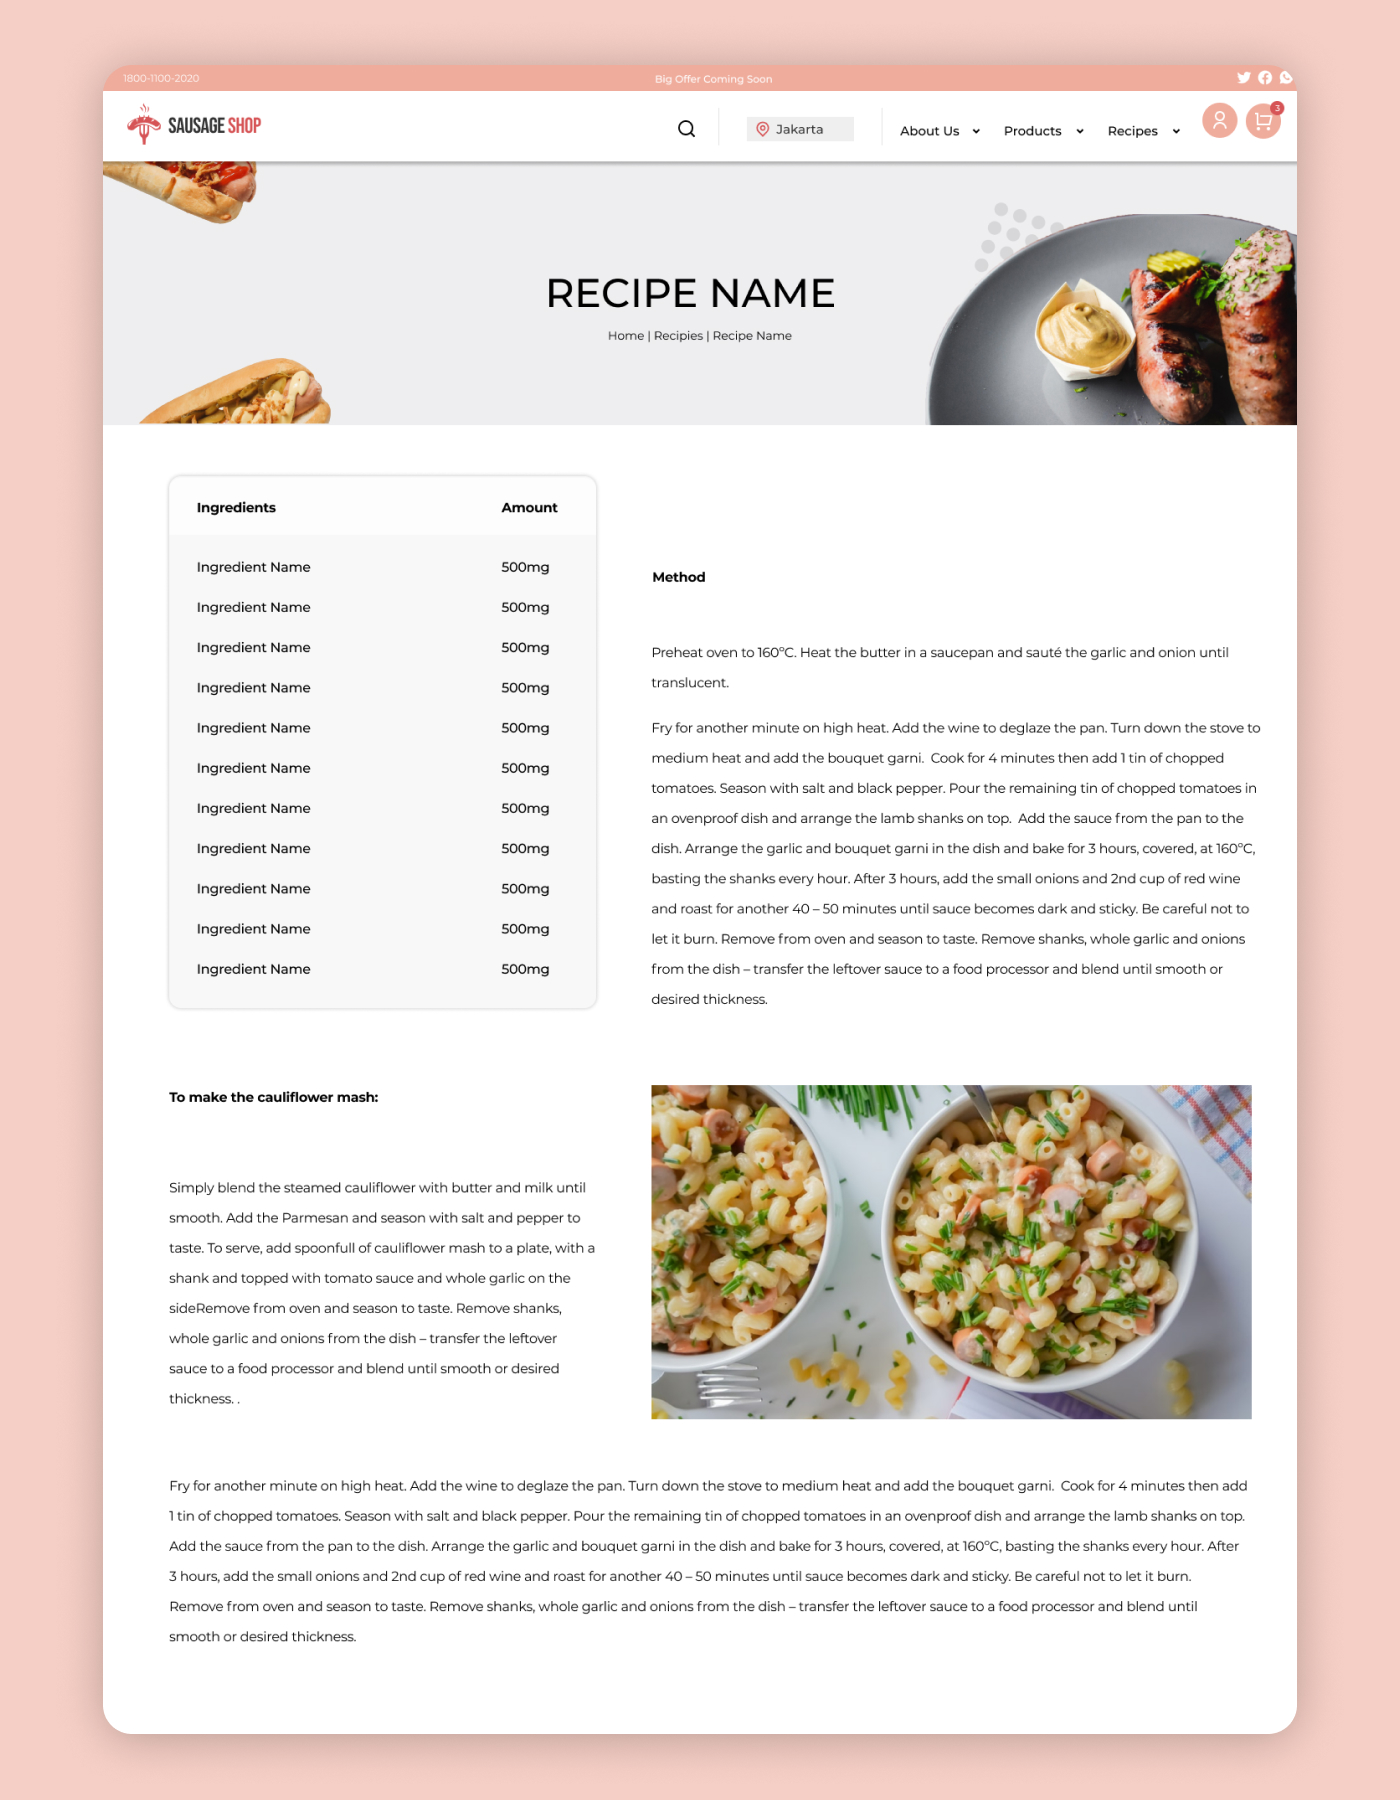 1800-1100-2020
Big Offer Coming Soon
SAUSAGE SHOP
Jakarta
About Us
Products
Recipes
3
RECIPE NAME
Home | Recipies | Recipe Name
Ingredients Amount
Ingredient Name 500mg
Ingredient Name 500mg
Ingredient Name 500mg
Ingredient Name 500mg
Ingredient Name 500mg
Ingredient Name 500mg
Ingredient Name 500mg
Ingredient Name 500mg
Ingredient Name 500mg
Ingredient Name 500mg
Ingredient Name 500mg
Method
Preheat oven to 160ºC. Heat the butter in a saucepan and sauté the garlic and onion until
translucent.
Fry for another minute on high heat. Add the wine to deglaze the pan. Turn down the stove to
medium heat and add the bouquet garni.  Cook for 4 minutes then add 1 tin of chopped
tomatoes. Season with salt and black pepper. Pour the remaining tin of chopped tomatoes in
an ovenproof dish and arrange the lamb shanks on top.  Add the sauce from the pan to the
dish. Arrange the garlic and bouquet garni in the dish and bake for 3 hours, covered, at 160ºC,
basting the shanks every hour. After 3 hours, add the small onions and 2nd cup of red wine
and roast for another 40 – 50 minutes until sauce becomes dark and sticky. Be careful not to
let it burn. Remove from oven and season to taste. Remove shanks, whole garlic and onions
from the dish – transfer the leftover sauce to a food processor and blend until smooth or
desired thickness.
To make the cauliflower mash:
Simply blend the steamed cauliflower with butter and milk until
smooth. Add the Parmesan and season with salt and pepper to
taste. To serve, add spoonfull of cauliflower mash to a plate, with a
shank and topped with tomato sauce and whole garlic on the
sideRemove from oven and season to taste. Remove shanks,
whole garlic and onions from the dish – transfer the leftover
sauce to a food processor and blend until smooth or desired
thickness. .
Fry for another minute on high heat. Add the wine to deglaze the pan. Turn down the stove to medium heat and add the bouquet garni.  Cook for 4 minutes then add
1 tin of chopped tomatoes. Season with salt and black pepper. Pour the remaining tin of chopped tomatoes in an ovenproof dish and arrange the lamb shanks on top.
Add the sauce from the pan to the dish. Arrange the garlic and bouquet garni in the dish and bake for 3 hours, covered, at 160ºC, basting the shanks every hour. After
3 hours, add the small onions and 2nd cup of red wine and roast for another 40 – 50 minutes until sauce becomes dark and sticky. Be careful not to let it burn.
Remove from oven and season to taste. Remove shanks, whole garlic and onions from the dish – transfer the leftover sauce to a food processor and blend until
smooth or desired thickness.